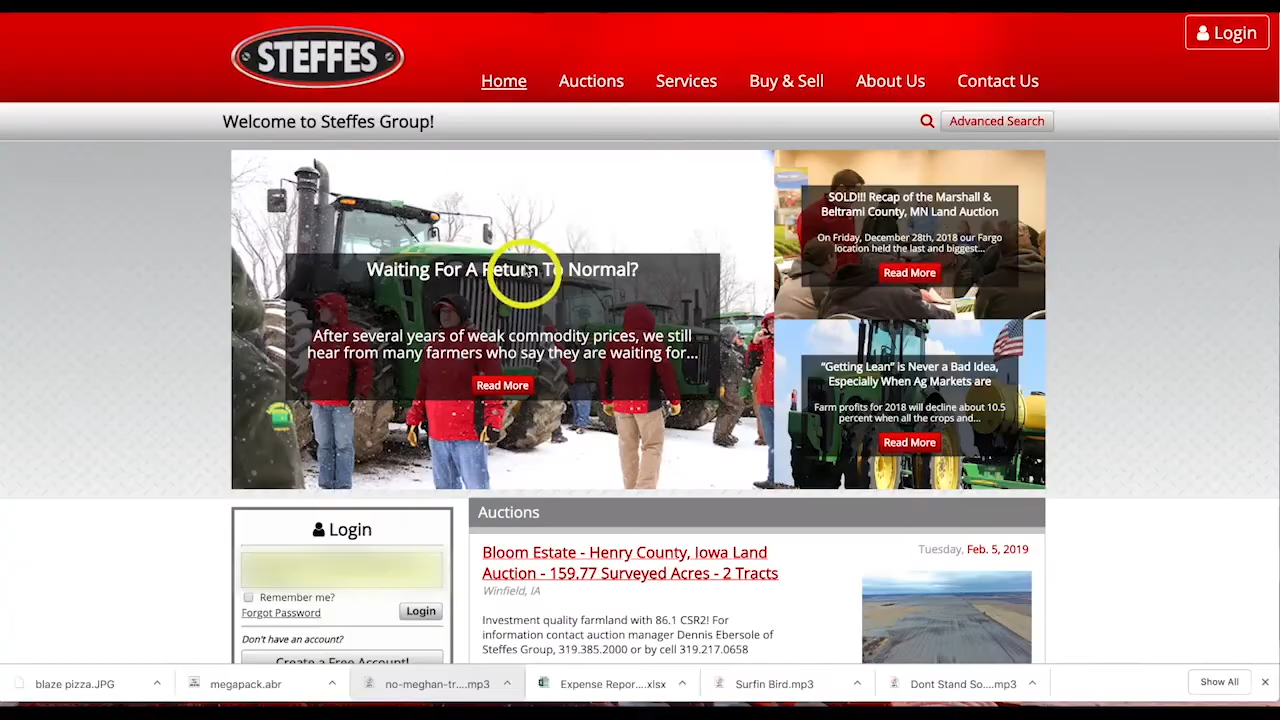 Login
STEFFES
Home Auctions Services Buy & Sell About Us Contact Us
Welcome to Steffes Group!
Advanced Search
Waiting For A Return To Normal?
After several years of weak commodity prices, we still
hear from many farmers who say they are waiting for...
Read More
SOLD!!! Recap of the Marshall &
Beltrami County, MN Land Auction
On Friday, December 28th, 2018 our Fargo
location held the last and biggest...
Read More
“Getting Lean” is Never a Bad Idea,
Especially When Ag Markets are
Farm profits for 2018 will decline about 10.5
percent when all the crops and...
Read More
Login
Remember me?
Forgot Password
Login
Don't have an account?
Create a Free Account!
Auctions
Bloom Estate - Henry County, Iowa Land
Auction - 159.77 Surveyed Acres - 2 Tracts
Tuesday, Feb. 5, 2019
Winfield, IA
Investment quality farmland with 86.1 CSR2! For
information contact auction manager Dennis Ebersole of
Steffes Group, 319.385.2000 or by cell 319.217.0658
blaze pizza.JPG
megapack.abr
no-meghan-tr....mp3
Expense Repor....xlsx
Surfin Bird.mp3
Dont Stand So....mp3
Show All